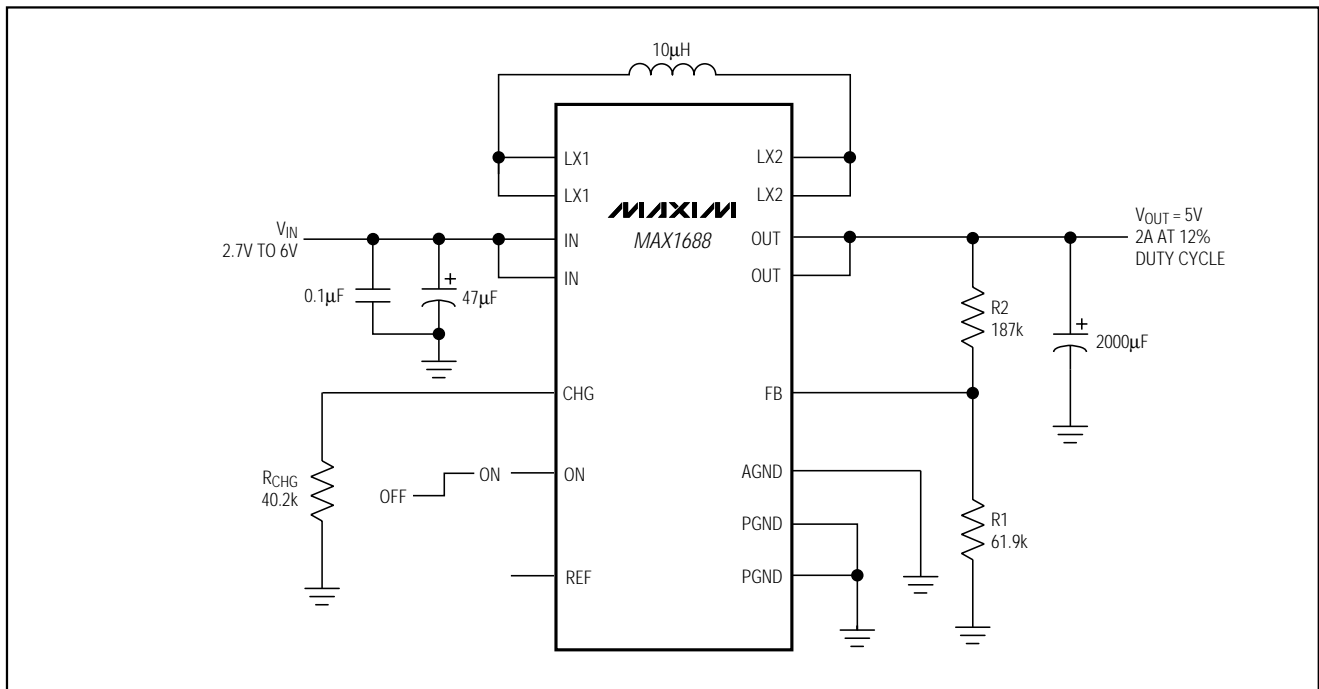 10µH
LX1
LX2
LX1
LX2
MAXIM
MAX1688
VIN
2.7V TO 6V
IN
OUT
VOUT = 5V
2A AT 12%
DUTY CYCLE
IN
OUT
0.1µF
+
47µF
R2
187k
+
2000µF
CHG
FB
RCHG
40.2k
OFF
ON
ON
AGND
R1
61.9k
PGND
REF
PGND